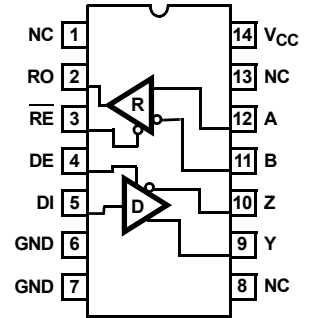 NC 1 14 VCC
RO 2 13 NC
RE 3 R 12 A
DE 4 11 B
DI 5 D 10 Z
GND 6 9 Y
GND 7 8 NC